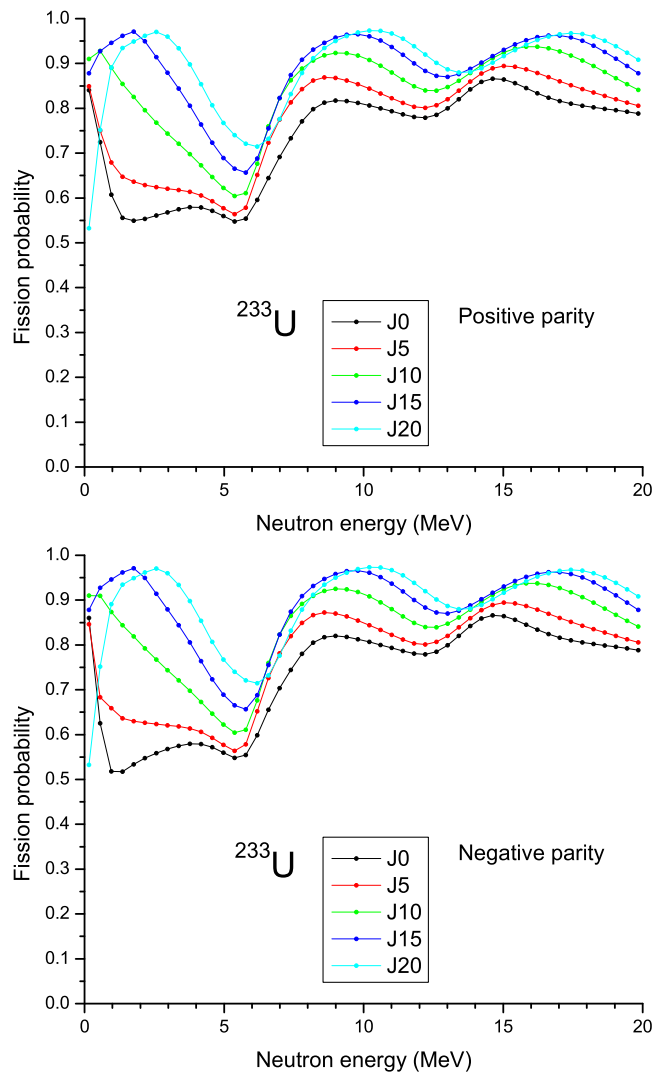 1.0
0.9
0.8
0.7
0.6
0.5
0.4
0.3
0.2
0.1
0.0
Fission probability
²³³U
J0
J5
J10
J15
J20
Positive parity
0 5 10 15 20
Neutron energy (MeV)
1.0
0.9
0.8
0.7
0.6
0.5
0.4
0.3
0.2
0.1
0.0
Fission probability
²³³U
J0
J5
J10
J15
J20
Negative parity
0 5 10 15 20
Neutron energy (MeV)